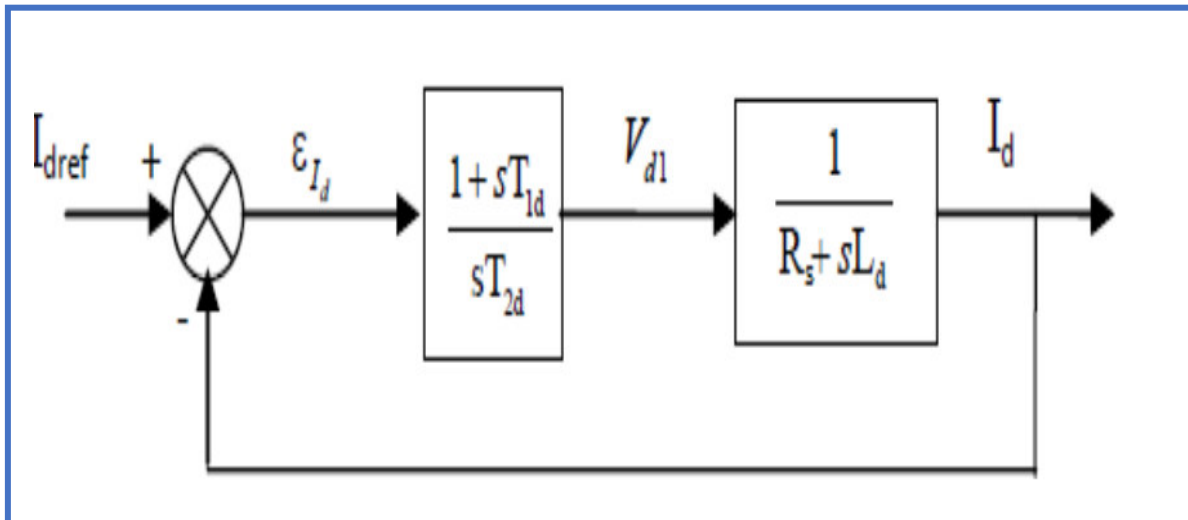 I_dref
+
-
ε_I_d
1 + sT_1d
sT_2d
V_d1
1
R_s + sL_d
I_d